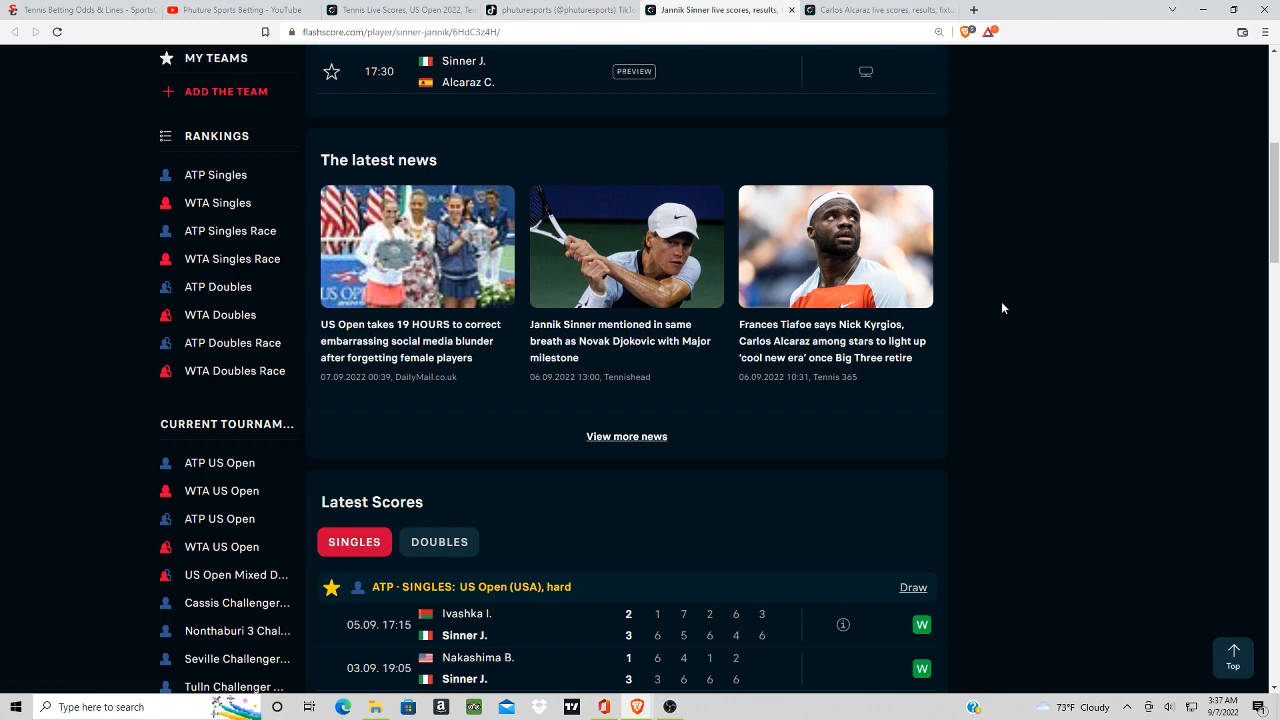 Tennis Betting Odds & Lines - Sports
Phuture Sports Betting - YouTube
Tennis Live Scores, US Open 2022, Ten
phuturesports (@phuturesports) TikT
Jannik Sinner live scores, results,
Carlos Alcaraz live scores, results, fixtu
flashscore.com/player/sinner-jannik/6HdC3z4H/
MY TEAMS
ADD THE TEAM
RANKINGS
ATP Singles
WTA Singles
ATP Singles Race
WTA Singles Race
ATP Doubles
WTA Doubles
ATP Doubles Race
WTA Doubles Race
CURRENT TOURNAM...
ATP US Open
WTA US Open
ATP US Open
WTA US Open
US Open Mixed D...
Cassis Challenger...
Nonthaburi 3 Chal...
Seville Challenger...
Tulln Challenger ...
17:30
Sinner J.
Alcaraz C.
PREVIEW
The latest news
US OPEN
US Open takes 19 HOURS to correct
embarrassing social media blunder
after forgetting female players
07.09.2022 00:39, DailyMail.co.uk
Jannik Sinner mentioned in same
breath as Novak Djokovic with Major
milestone
06.09.2022 13:00, Tennishead
Frances Tiafoe says Nick Kyrgios,
Carlos Alcaraz among stars to light up
‘cool new era’ once Big Three retire
06.09.2022 10:31, Tennis 365
View more news
Latest Scores
SINGLES
DOUBLES
ATP - SINGLES: US Open (USA), hard
Draw
05.09. 17:15
Ivashka I. 2 1 7 2 6 3
Sinner J. 3 6 5 6 4 6
W
03.09. 19:05
Nakashima B. 1 6 4 1 2
Sinner J. 3 3 6 6 6
W
Top
Type here to search
73°F Cloudy
3:37 AM
9/7/2022